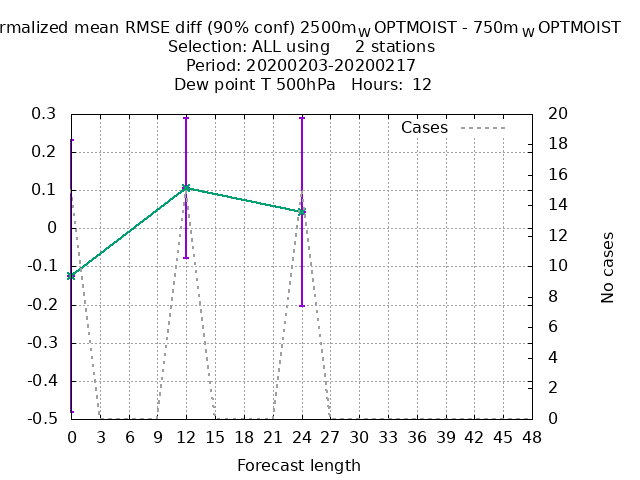 rmalized mean RMSE diff (90% conf) 2500m_W OPTMOIST - 750m_W OPTMOIST
Selection: ALL using 2 stations
Period: 20200203-20200217
Dew point T 500hPa Hours: 12
0.3
0.2
0.1
0
-0.1
-0.2
-0.3
-0.4
-0.5
Cases
20
18
16
14
12
10
8
6
4
2
0
No cases
0 3 6 9 12 15 18 21 24 27 30 33 36 39 42 45 48
Forecast length